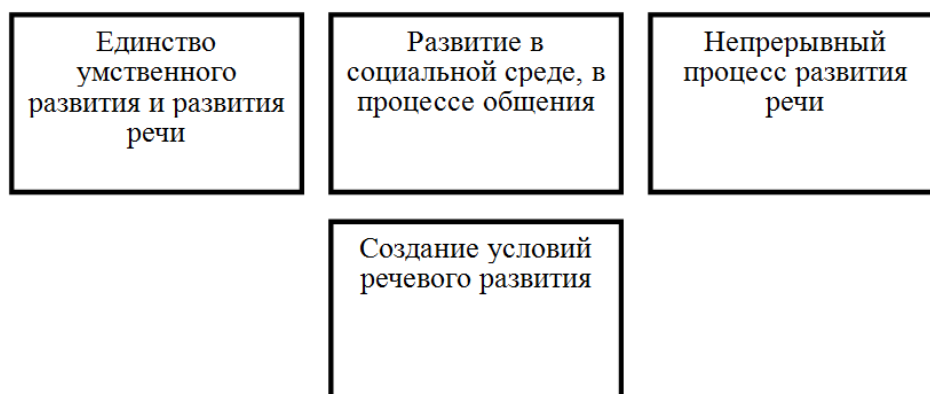 Единство
умственного
развития и развития
речи
Развитие в
социальной среде, в
процессе общения
Непрерывный
процесс развития
речи
Создание условий
речевого развития